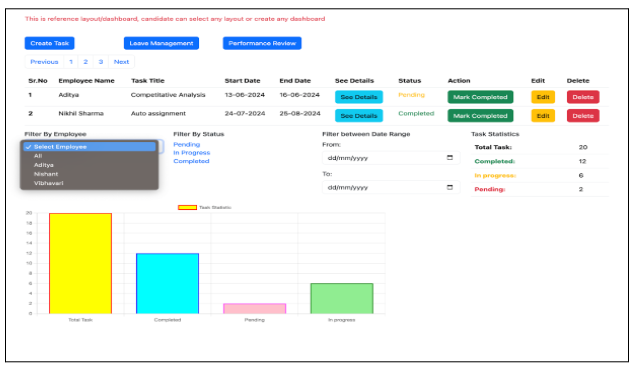 This is reference layout/dashboard, candidate can select any layout or create any dashboard
Create Task Leave Management Performance Review
Previous 1 2 3 Next
Sr.No Employee Name Task Title Start Date End Date See Details Status Action Edit Delete
1 Aditya Competitative Analysis 13-06-2024 16-06-2024 See Details Pending Mark Completed Edit Delete
2 Nikhil Sharma Auto assignment 24-07-2024 25-08-2024 See Details Completed Mark Completed Edit Delete
Filter By Employee Filter By Status Filter between Date Range Task Statistics
✓ Select Employee
All
Aditya
Nishant
Vibhavari
Pending
In Progress
Completed
From:
dd/mm/yyyy
To:
dd/mm/yyyy
Total Task: 20
Completed: 12
In progress: 6
Pending: 2
Task Statistic
20
18
16
14
12
10
8
6
4
2
0
Total Task Completed Pending In progress